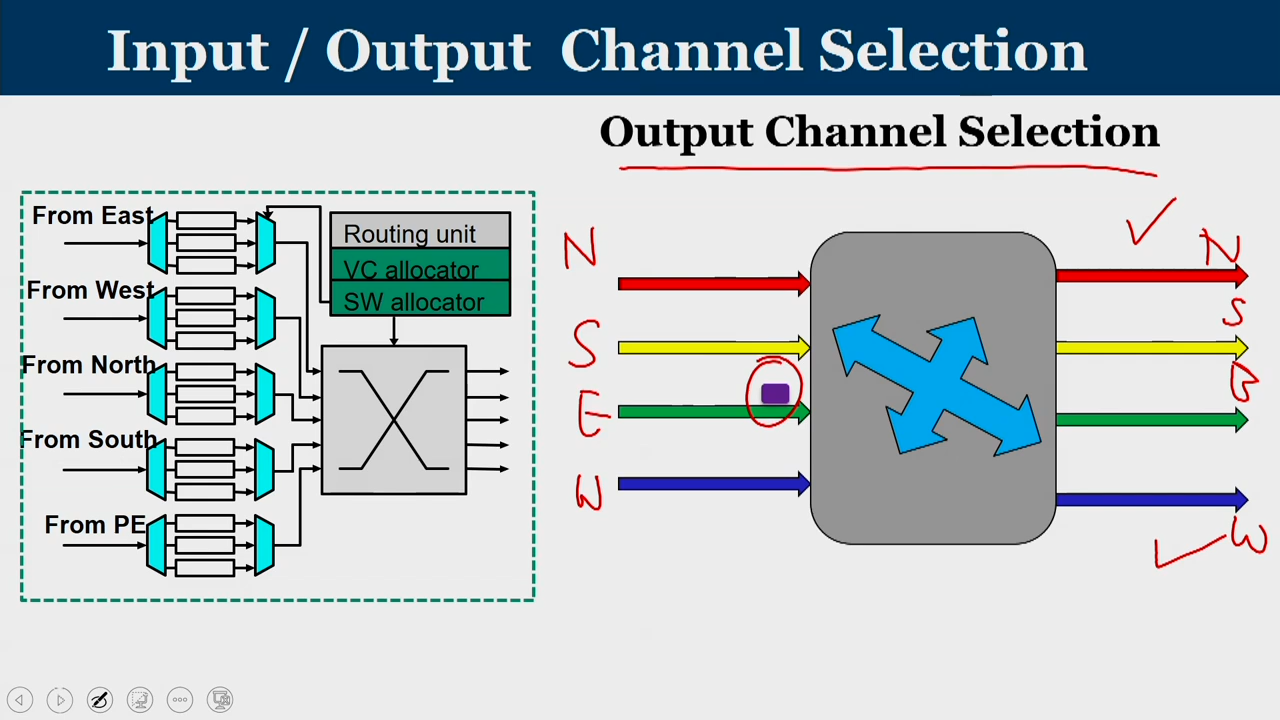 Input / Output Channel Selection
Output Channel Selection
From East
From West
From North
From South
From PE
Routing unit
VC allocator
SW allocator
N
S
E
W
N
S
W